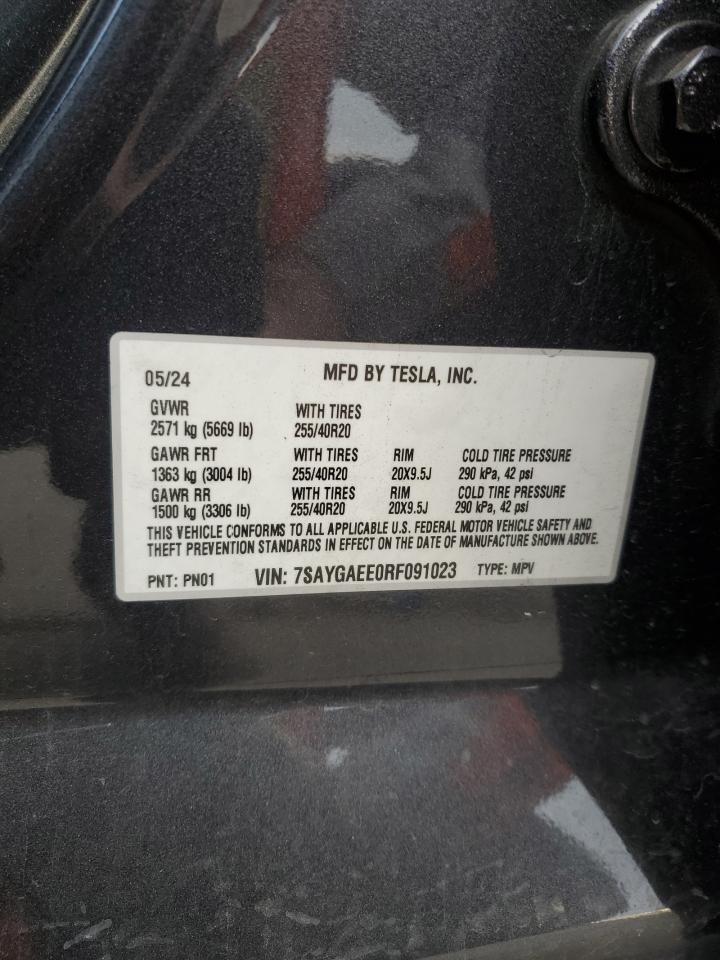 05/24 MFD BY TESLA, INC.
GVWR WITH TIRES
2571 kg (5669 lb) 255/40R20
GAWR FRT WITH TIRES RIM COLD TIRE PRESSURE
1363 kg (3004 lb) 255/40R20 20X9.5J 290 kPa, 42 psi
GAWR RR WITH TIRES RIM COLD TIRE PRESSURE
1500 kg (3306 lb) 255/40R20 20X9.5J 290 kPa, 42 psi
THIS VEHICLE CONFORMS TO ALL APPLICABLE U.S. FEDERAL MOTOR VEHICLE SAFETY AND
THEFT PREVENTION STANDARDS IN EFFECT ON THE DATE OF MANUFACTURE SHOWN ABOVE.
PNT: PN01 VIN: 7SAYGAEE0RF091023 TYPE: MPV